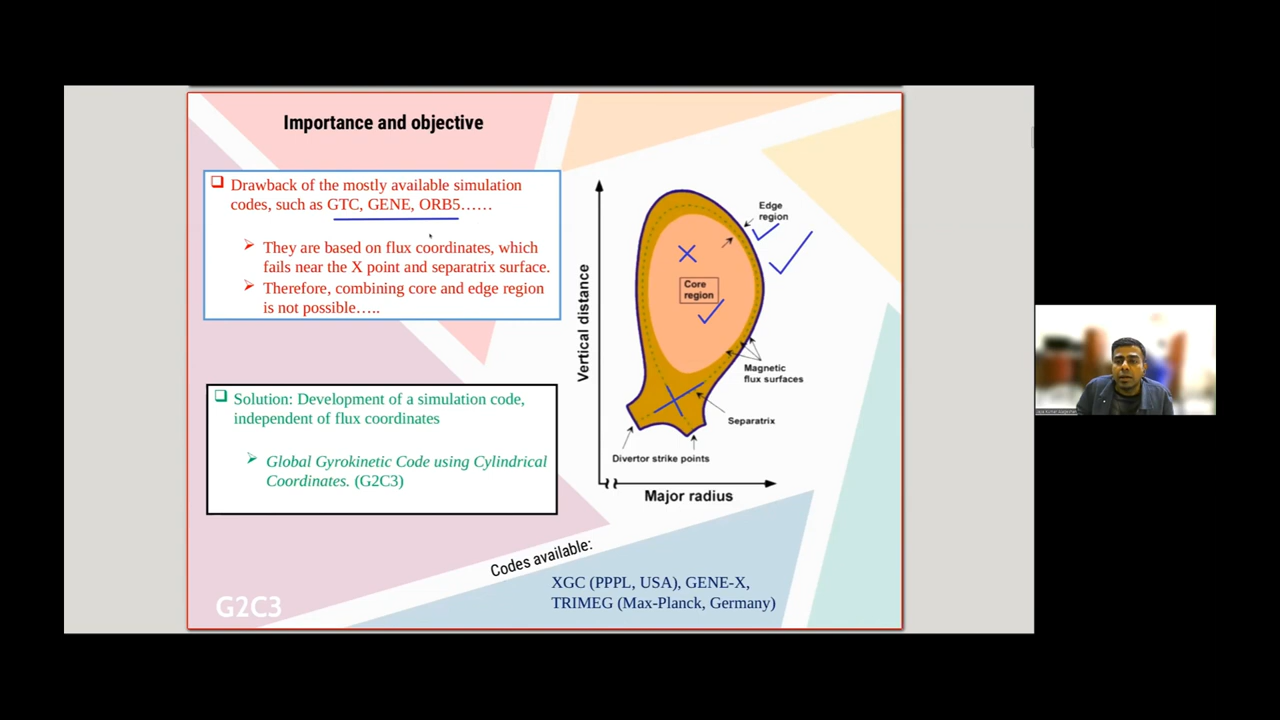 Importance and objective
Drawback of the mostly available simulation
codes, such as GTC, GENE, ORB5……
They are based on flux coordinates, which
fails near the X point and separatrix surface.
Therefore, combining core and edge region
is not possible…..
Solution: Development of a simulation code,
independent of flux coordinates
Global Gyrokinetic Code using Cylindrical
Coordinates. (G2C3)
Vertical distance
Edge
region
Core
region
Magnetic
flux surfaces
Separatrix
Divertor strike points
Major radius
Codes available:
XGC (PPPL, USA), GENE-X,
TRIMEG (Max-Planck, Germany)
G2C3